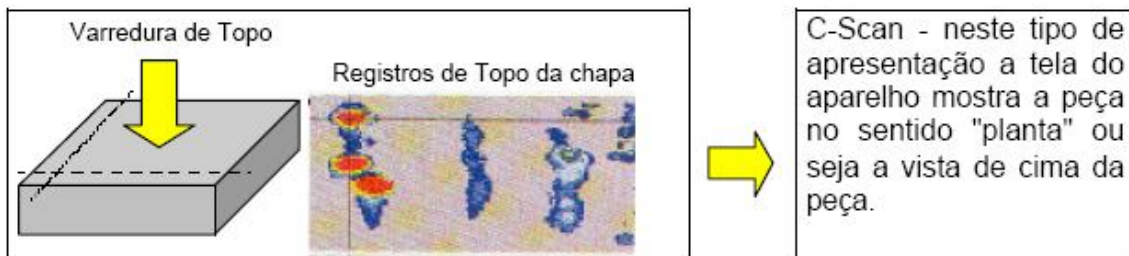 Varredura de Topo
Registros de Topo da chapa
C-Scan - neste tipo de
apresentação a tela do
aparelho mostra a peça
no sentido "planta" ou
seja a vista de cima da
peça.